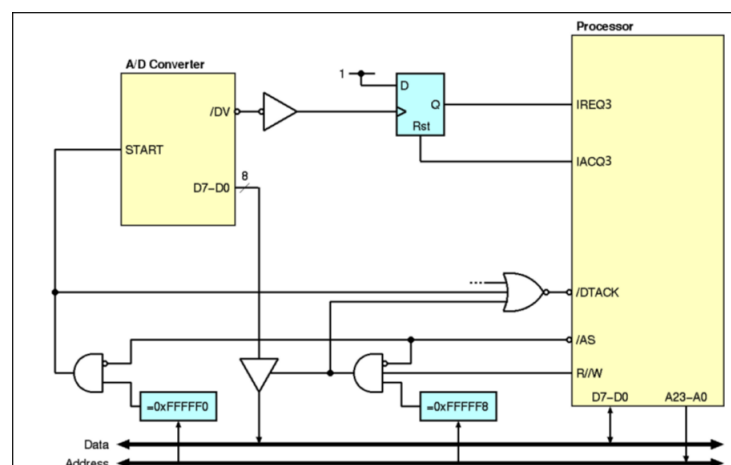 Processor
A/D Converter
1
D
/DV
Q
IREQ3
Rst
START
IACQ3
8
D7-D0
/DTACK
/AS
R//W
D7-D0
A23-A0
=0xFFFFF0
=0xFFFFF8
Data
Address